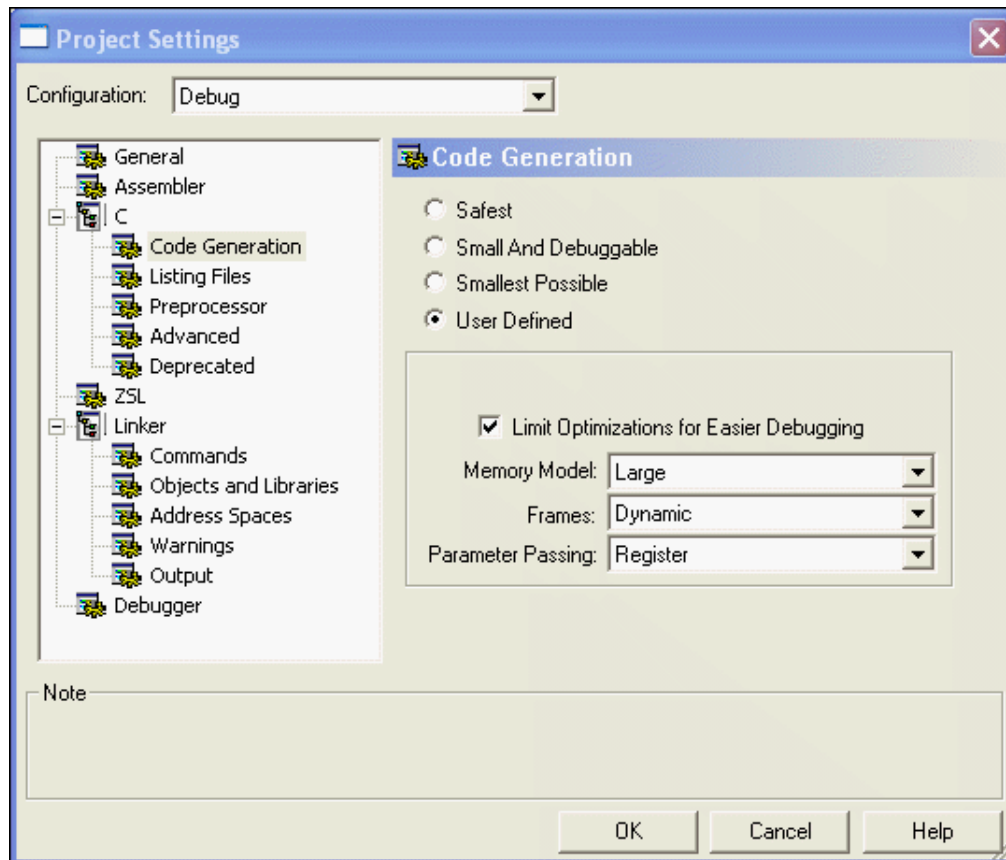 Project Settings
Configuration: Debug
General
Assembler
C
Code Generation
Listing Files
Preprocessor
Advanced
Deprecated
ZSL
Linker
Commands
Objects and Libraries
Address Spaces
Warnings
Output
Debugger
Code Generation
Safest
Small And Debuggable
Smallest Possible
User Defined
Limit Optimizations for Easier Debugging
Memory Model: Large
Frames: Dynamic
Parameter Passing: Register
Note
OK Cancel Help